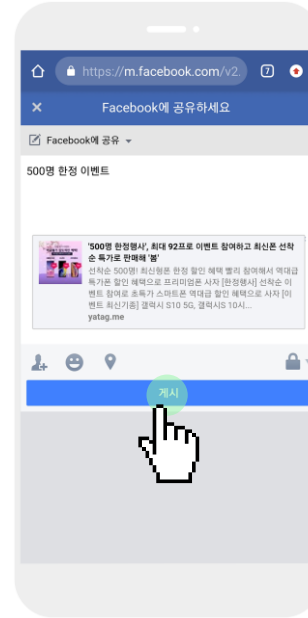 https://m.facebook.com/v2.
7
Facebook에 공유하세요
Facebook에 공유
500명 한정 이벤트
'500명 한정행사', 최대 92프로 이벤트 참여하고 최신폰 선착
순 특가로 판매해 '봄'
선착순 500명! 최신형폰 한정 할인 혜택 빨리 참여해서 역대급
특가폰 할인 혜택으로 프리미엄폰 사자 [한정행사] 선착순 이
벤트 참여로 초특가 스마트폰 역대급 할인 혜택으로 사자 [이
벤트 최신기종] 갤럭시 S10 5G, 갤럭시S 10시...
yatag.me
게시